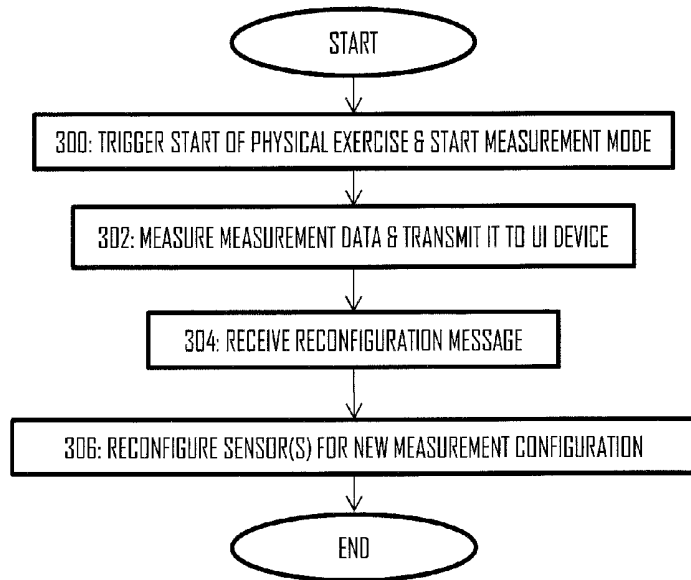 START
300: TRIGGER START OF PHYSICAL EXERCISE & START MEASUREMENT MODE
302: MEASURE MEASUREMENT DATA & TRANSMIT IT TO UI DEVICE
304: RECEIVE RECONFIGURATION MESSAGE
306: RECONFIGURE SENSOR(S) FOR NEW MEASUREMENT CONFIGURATION
END